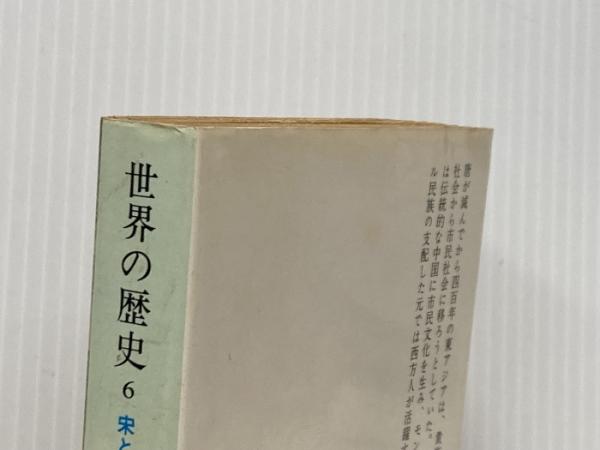 世界の歴史 6
宋と
唐が滅んでから四百年の東アジアは、貴
社会から市民社会に移ろうとしていた。
は伝統的な中国に市民文化を生み、モン
ル民族の支配した元では西方人が活躍